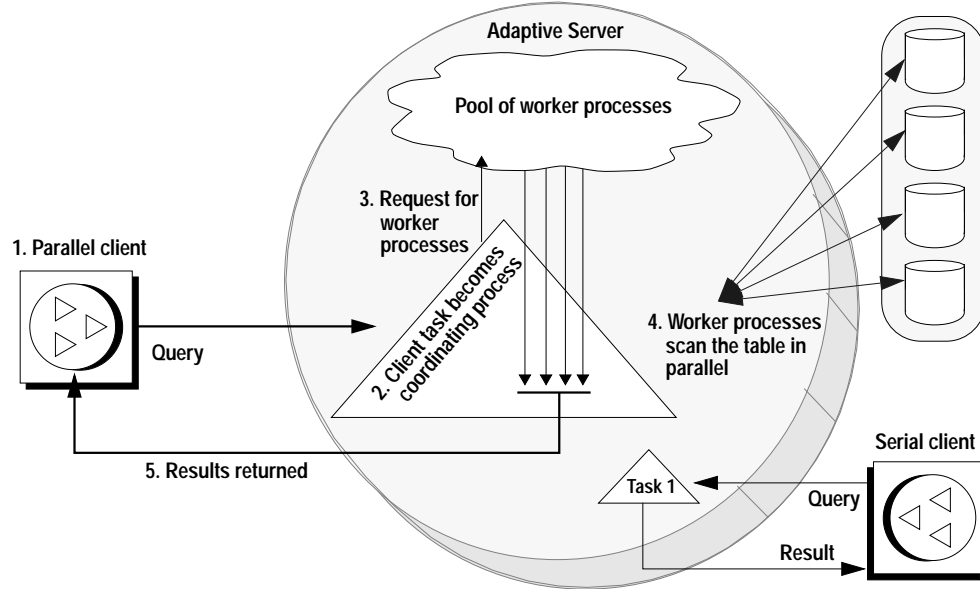 Adaptive Server
Pool of worker processes
3. Request for
worker
processes
1. Parallel client
2. Client task becomes
coordinating process
Query
4. Worker processes
scan the table in
parallel
5. Results returned
Serial client
Task 1
Query
Result